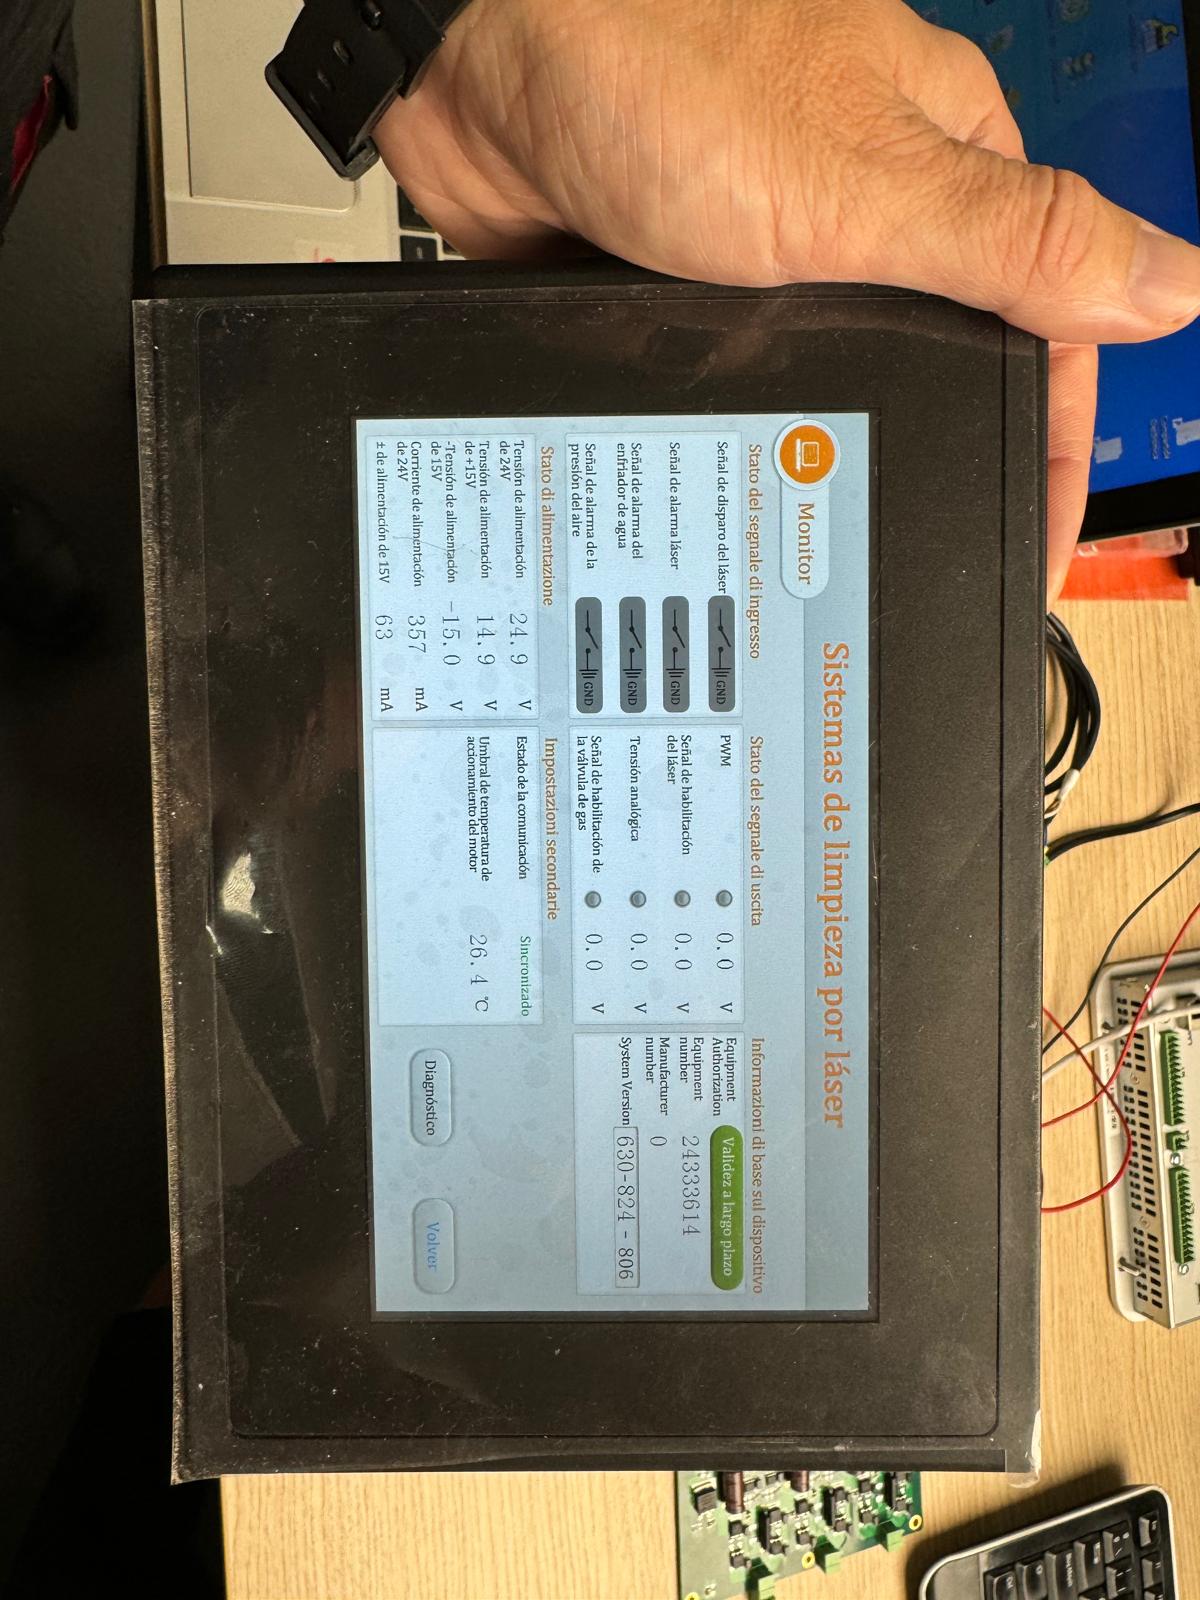 Sistemas de limpieza por láser
Monitor
Stato del segnale di ingresso
Señal de disparo del láser
GND
Señal de alarma láser
GND
Señal de alarma del
enfriador de agua
GND
Señal de alarma de la
presión del aire
GND
Stato del segnale di uscita
PWM
0.0 V
Señal de habilitación
del láser
0.0 V
Tensión analógica
0.0 V
Señal de habilitación de
la válvula de gas
0.0 V
Informazioni di base sul dispositivo
Equipment
Authorization
Validez a largo plazo
Equipment
number
24333614
Manufacturer
number
0
System Version
630-824 - 806
Stato di alimentazione
Tensión de alimentación
de 24V
24.9 V
Tensión de alimentación
de +15V
14.9 V
-Tensión de alimentación
de 15V
-15.0 V
Corriente de alimentación
de 24V
357 mA
± de alimentación de 15V
63 mA
Impostazioni secondarie
Estado de la comunicación
Sincronizado
Umbral de temperatura de
accionamiento del motor
26.4 ℃
Diagnóstico
Volver